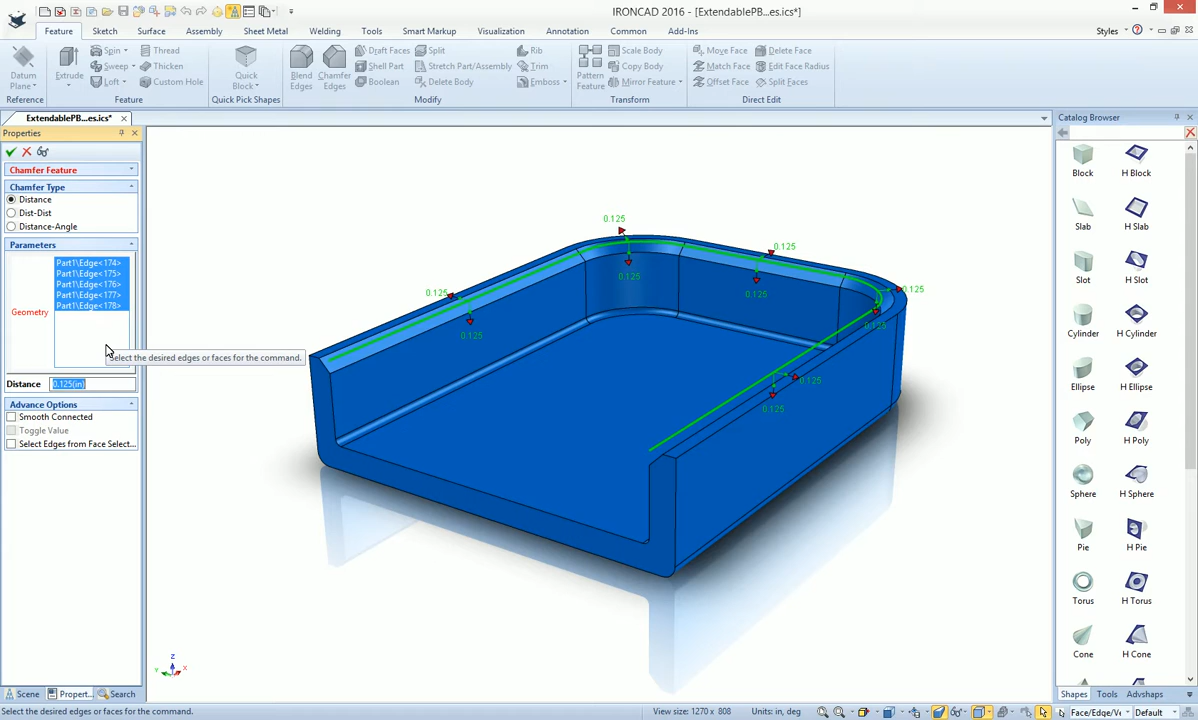 IRONCAD 2016 - [ExtendablePB...es.ics*]
Feature
Sketch
Surface
Assembly
Sheet Metal
Welding
Tools
Smart Markup
Visualization
Annotation
Common
Add-Ins
Styles
Datum Plane
Reference
Extrude
Spin
Sweep
Loft
Thread
Thicken
Custom Hole
Feature
Quick Block
Quick Pick Shapes
Blend Edges
Chamfer Edges
Draft Faces
Shell Part
Boolean
Split
Stretch Part/Assembly
Delete Body
Rib
Trim
Emboss
Modify
Pattern Feature
Scale Body
Copy Body
Mirror Feature
Transform
Move Face
Match Face
Offset Face
Delete Face
Edit Face Radius
Split Faces
Direct Edit
ExtendablePB...es.ics*
Properties
Chamfer Feature
Chamfer Type
Distance
Dist-Dist
Distance-Angle
Parameters
Geometry
Part1\Edge<174>
Part1\Edge<175>
Part1\Edge<176>
Part1\Edge<177>
Part1\Edge<178>
Select the desired edges or faces for the command.
Distance 0.125(in)
Advance Options
Smooth Connected
Toggle Value
Select Edges from Face Select...
0.125
0.125
0.125
0.125
0.125
0.125
0.125
0.125
0.125
0.125
Z
Y
X
Catalog Browser
Block
H Block
Slab
H Slab
Slot
H Slot
Cylinder
H Cylinder
Ellipse
H Ellipse
Poly
H Poly
Sphere
H Sphere
Pie
H Pie
Torus
H Torus
Cone
H Cone
Scene
Propert...
Search
Shapes
Tools
Advshaps
Select the desired edges or faces for the command.
View size: 1270 x 808
Units: in, deg
Face/Edge/V
Default